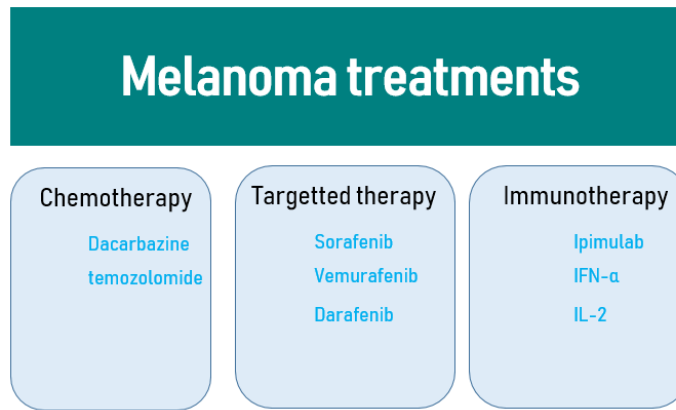 Melanoma treatments
Chemotherapy
Dacarbazine
temozolomide
Targetted therapy
Sorafenib
Vemurafenib
Darafenib
Immunotherapy
Ipimulab
IFN-α
IL-2